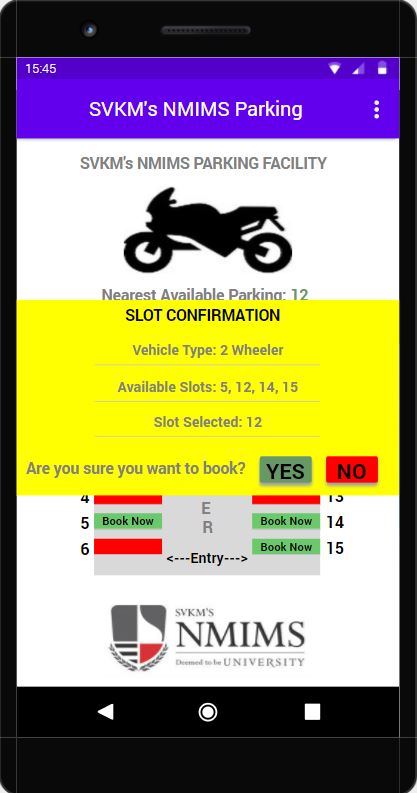 15:45
SVKM's NMIMS Parking
SVKM's NMIMS PARKING FACILITY
Nearest Available Parking: 12
SLOT CONFIRMATION
Vehicle Type: 2 Wheeler
Available Slots: 5, 12, 14, 15
Slot Selected: 12
Are you sure you want to book? YES NO
4 13
E
5 Book Now Book Now 14
R
6 Book Now 15
<---Entry--->
SVKM'S
NMIMS
Deemed to be UNIVERSITY